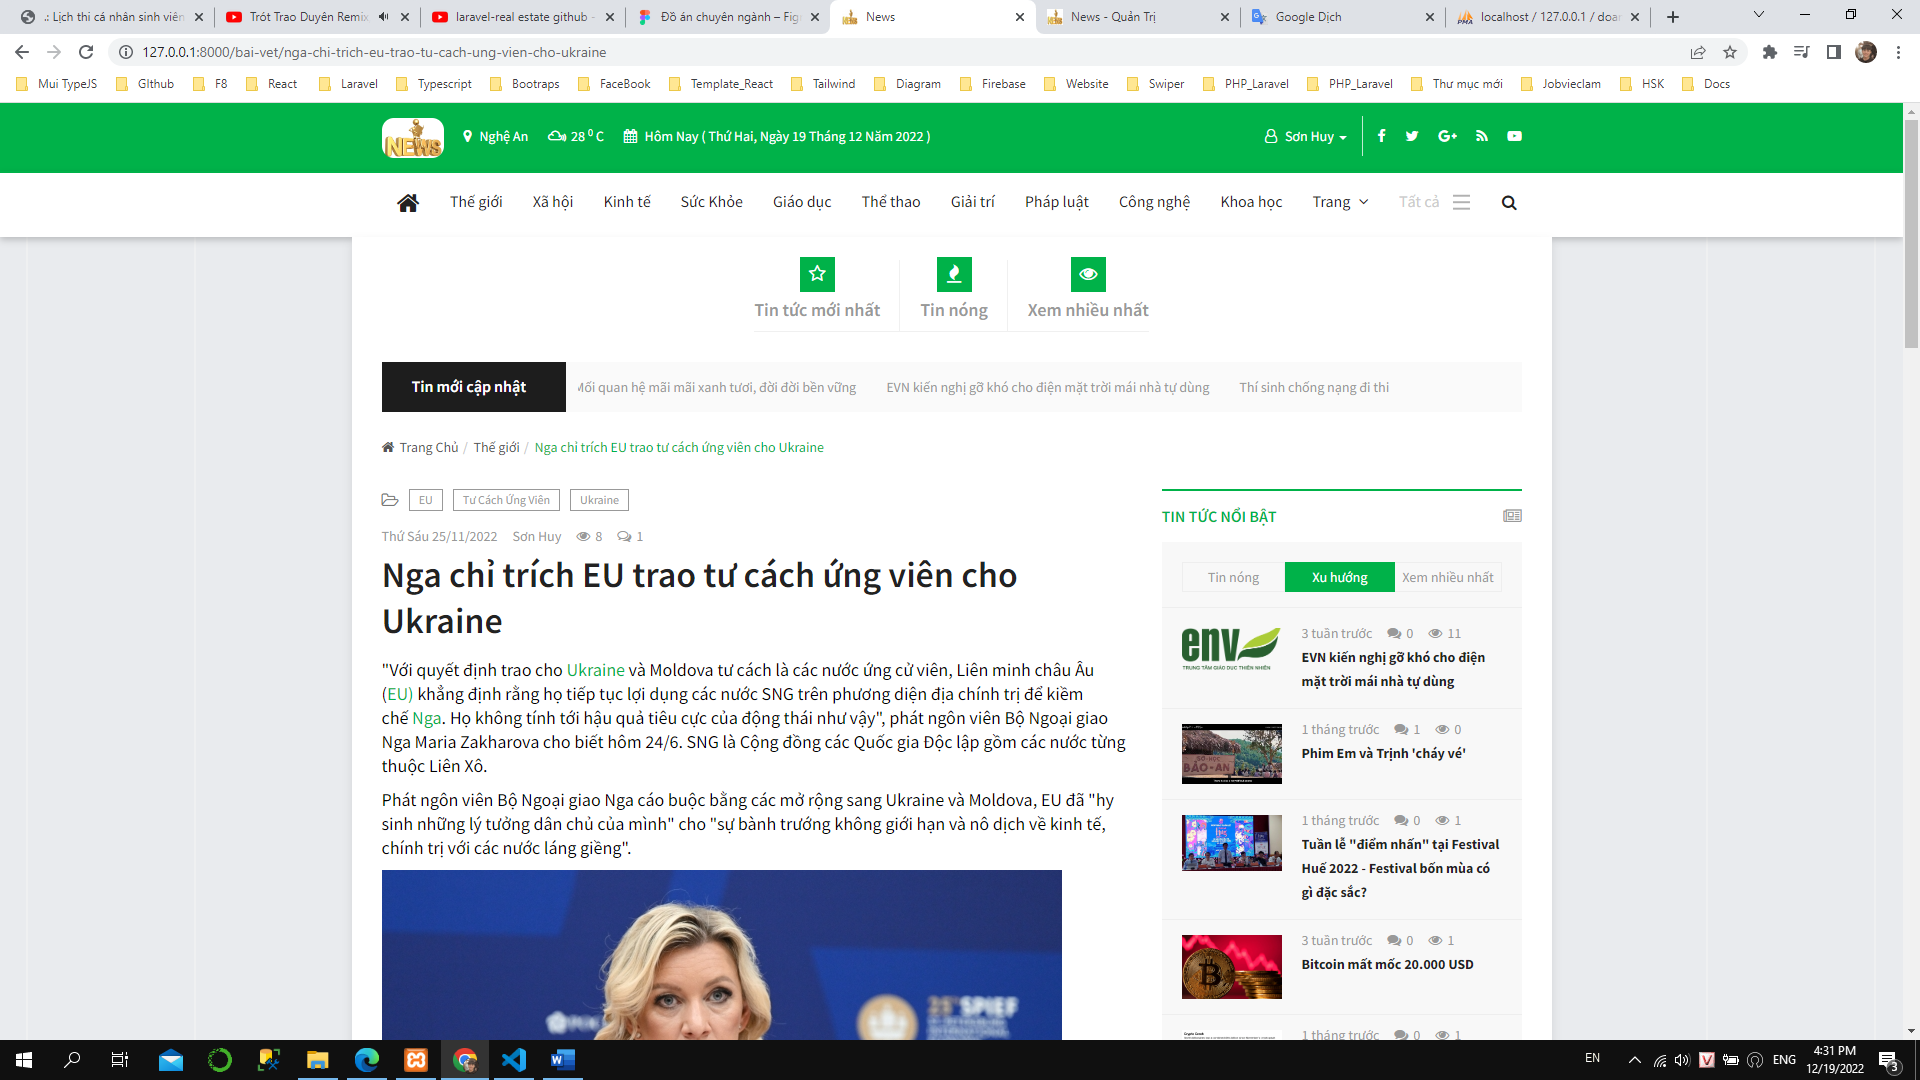 .: Lịch thi cá nhân sinh viên
Trót Trao Duyên Remix
laravel-real estate github -
Đồ án chuyên ngành – Fig
News
News - Quản Trị
Google Dịch
localhost / 127.0.0.1 / doa
127.0.0.1:8000/bai-vet/nga-chi-trich-eu-trao-tu-cach-ung-vien-cho-ukraine
Mui TypeJS
GIthub
F8
React
Laravel
Typescript
Bootraps
FaceBook
Template_React
Tailwind
Diagram
Firebase
Website
Swiper
PHP_Laravel
PHP_Laravel
Thư mục mới
Jobvieclam
HSK
Docs
NEWS
Nghệ An
28 0 C
Hôm Nay ( Thứ Hai, Ngày 19 Tháng 12 Năm 2022 )
Sơn Huy
Thế giới
Xã hội
Kinh tế
Sức Khỏe
Giáo dục
Thể thao
Giải trí
Pháp luật
Công nghệ
Khoa học
Trang
Tất cả
Tin tức mới nhất
Tin nóng
Xem nhiều nhất
Tin mới cập nhật
Mối quan hệ mãi mãi xanh tươi, đời đời bền vững
EVN kiến nghị gỡ khó cho điện mặt trời mái nhà tự dùng
Thí sinh chống nạng đi thi
Trang Chủ / Thế giới / Nga chỉ trích EU trao tư cách ứng viên cho Ukraine
EU
Tư Cách Ứng Viên
Ukraine
Thứ Sáu 25/11/2022 Sơn Huy 8 1
Nga chỉ trích EU trao tư cách ứng viên cho
Ukraine
"Với quyết định trao cho Ukraine và Moldova tư cách là các nước ứng cử viên, Liên minh châu Âu
(EU) khẳng định rằng họ tiếp tục lợi dụng các nước SNG trên phương diện địa chính trị để kiềm
chế Nga. Họ không tính tới hậu quả tiêu cực của động thái như vậy", phát ngôn viên Bộ Ngoại giao
Nga Maria Zakharova cho biết hôm 24/6. SNG là Cộng đồng các Quốc gia Độc lập gồm các nước từng
thuộc Liên Xô.
Phát ngôn viên Bộ Ngoại giao Nga cáo buộc bằng các mở rộng sang Ukraine và Moldova, EU đã "hy
sinh những lý tưởng dân chủ của mình" cho "sự bành trướng không giới hạn và nô dịch về kinh tế,
chính trị với các nước láng giềng".
SPIEF
TIN TỨC NỔI BẬT
Tin nóng
Xu hướng
Xem nhiều nhất
env
TRUNG TÂM GIÁO DỤC THIÊN NHIÊN
3 tuần trước 0 11
EVN kiến nghị gỡ khó cho điện
mặt trời mái nhà tự dùng
BẢO-AN
1 tháng trước 1 0
Phim Em và Trịnh 'cháy vé'
1 tháng trước 0 1
Tuần lễ "điểm nhấn" tại Festival
Huế 2022 - Festival bốn mùa có
gì đặc sắc?
3 tuần trước 0 1
Bitcoin mất mốc 20.000 USD
1 tháng trước 0 1
EN
ENG
4:31 PM
12/19/2022
3